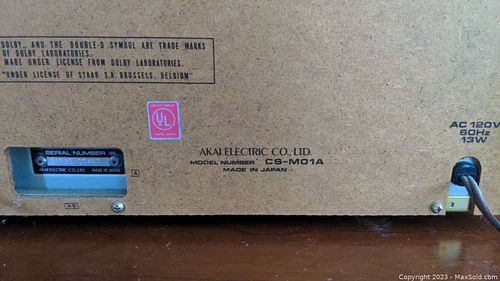 DOLBY,, AND THE DOUBLE-D SYMBOL ARE TRADE MARKS
OF DOLBY LABORATORIES.
MADE UNDER LICENSE FROM DOLBY LABORATORIES.
"UNDER LICENSE OF STAAR S.A. BRUSSELS, BELGIUM"
UL
AC 120V
60Hz
13W
AKAI ELECTRIC CO., LTD.
MODEL NUMBER CS-M01A
MADE IN JAPAN
SERIAL NUMBER
AKAI ELECTRIC CO., LTD. MADE IN JAPAN
A
Copyright 2023 - MaxSold.com